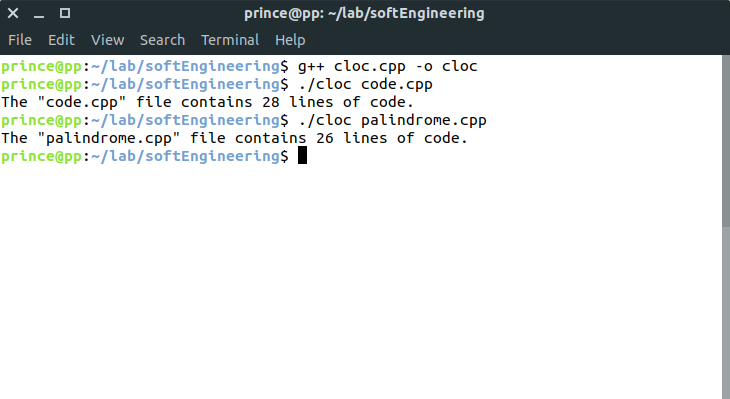 prince@pp: ~/lab/softEngineering
File Edit View Search Terminal Help
prince@pp:~/lab/softEngineering$ g++ cloc.cpp -o cloc
prince@pp:~/lab/softEngineering$ ./cloc code.cpp
The "code.cpp" file contains 28 lines of code.
prince@pp:~/lab/softEngineering$ ./cloc palindrome.cpp
The "palindrome.cpp" file contains 26 lines of code.
prince@pp:~/lab/softEngineering$